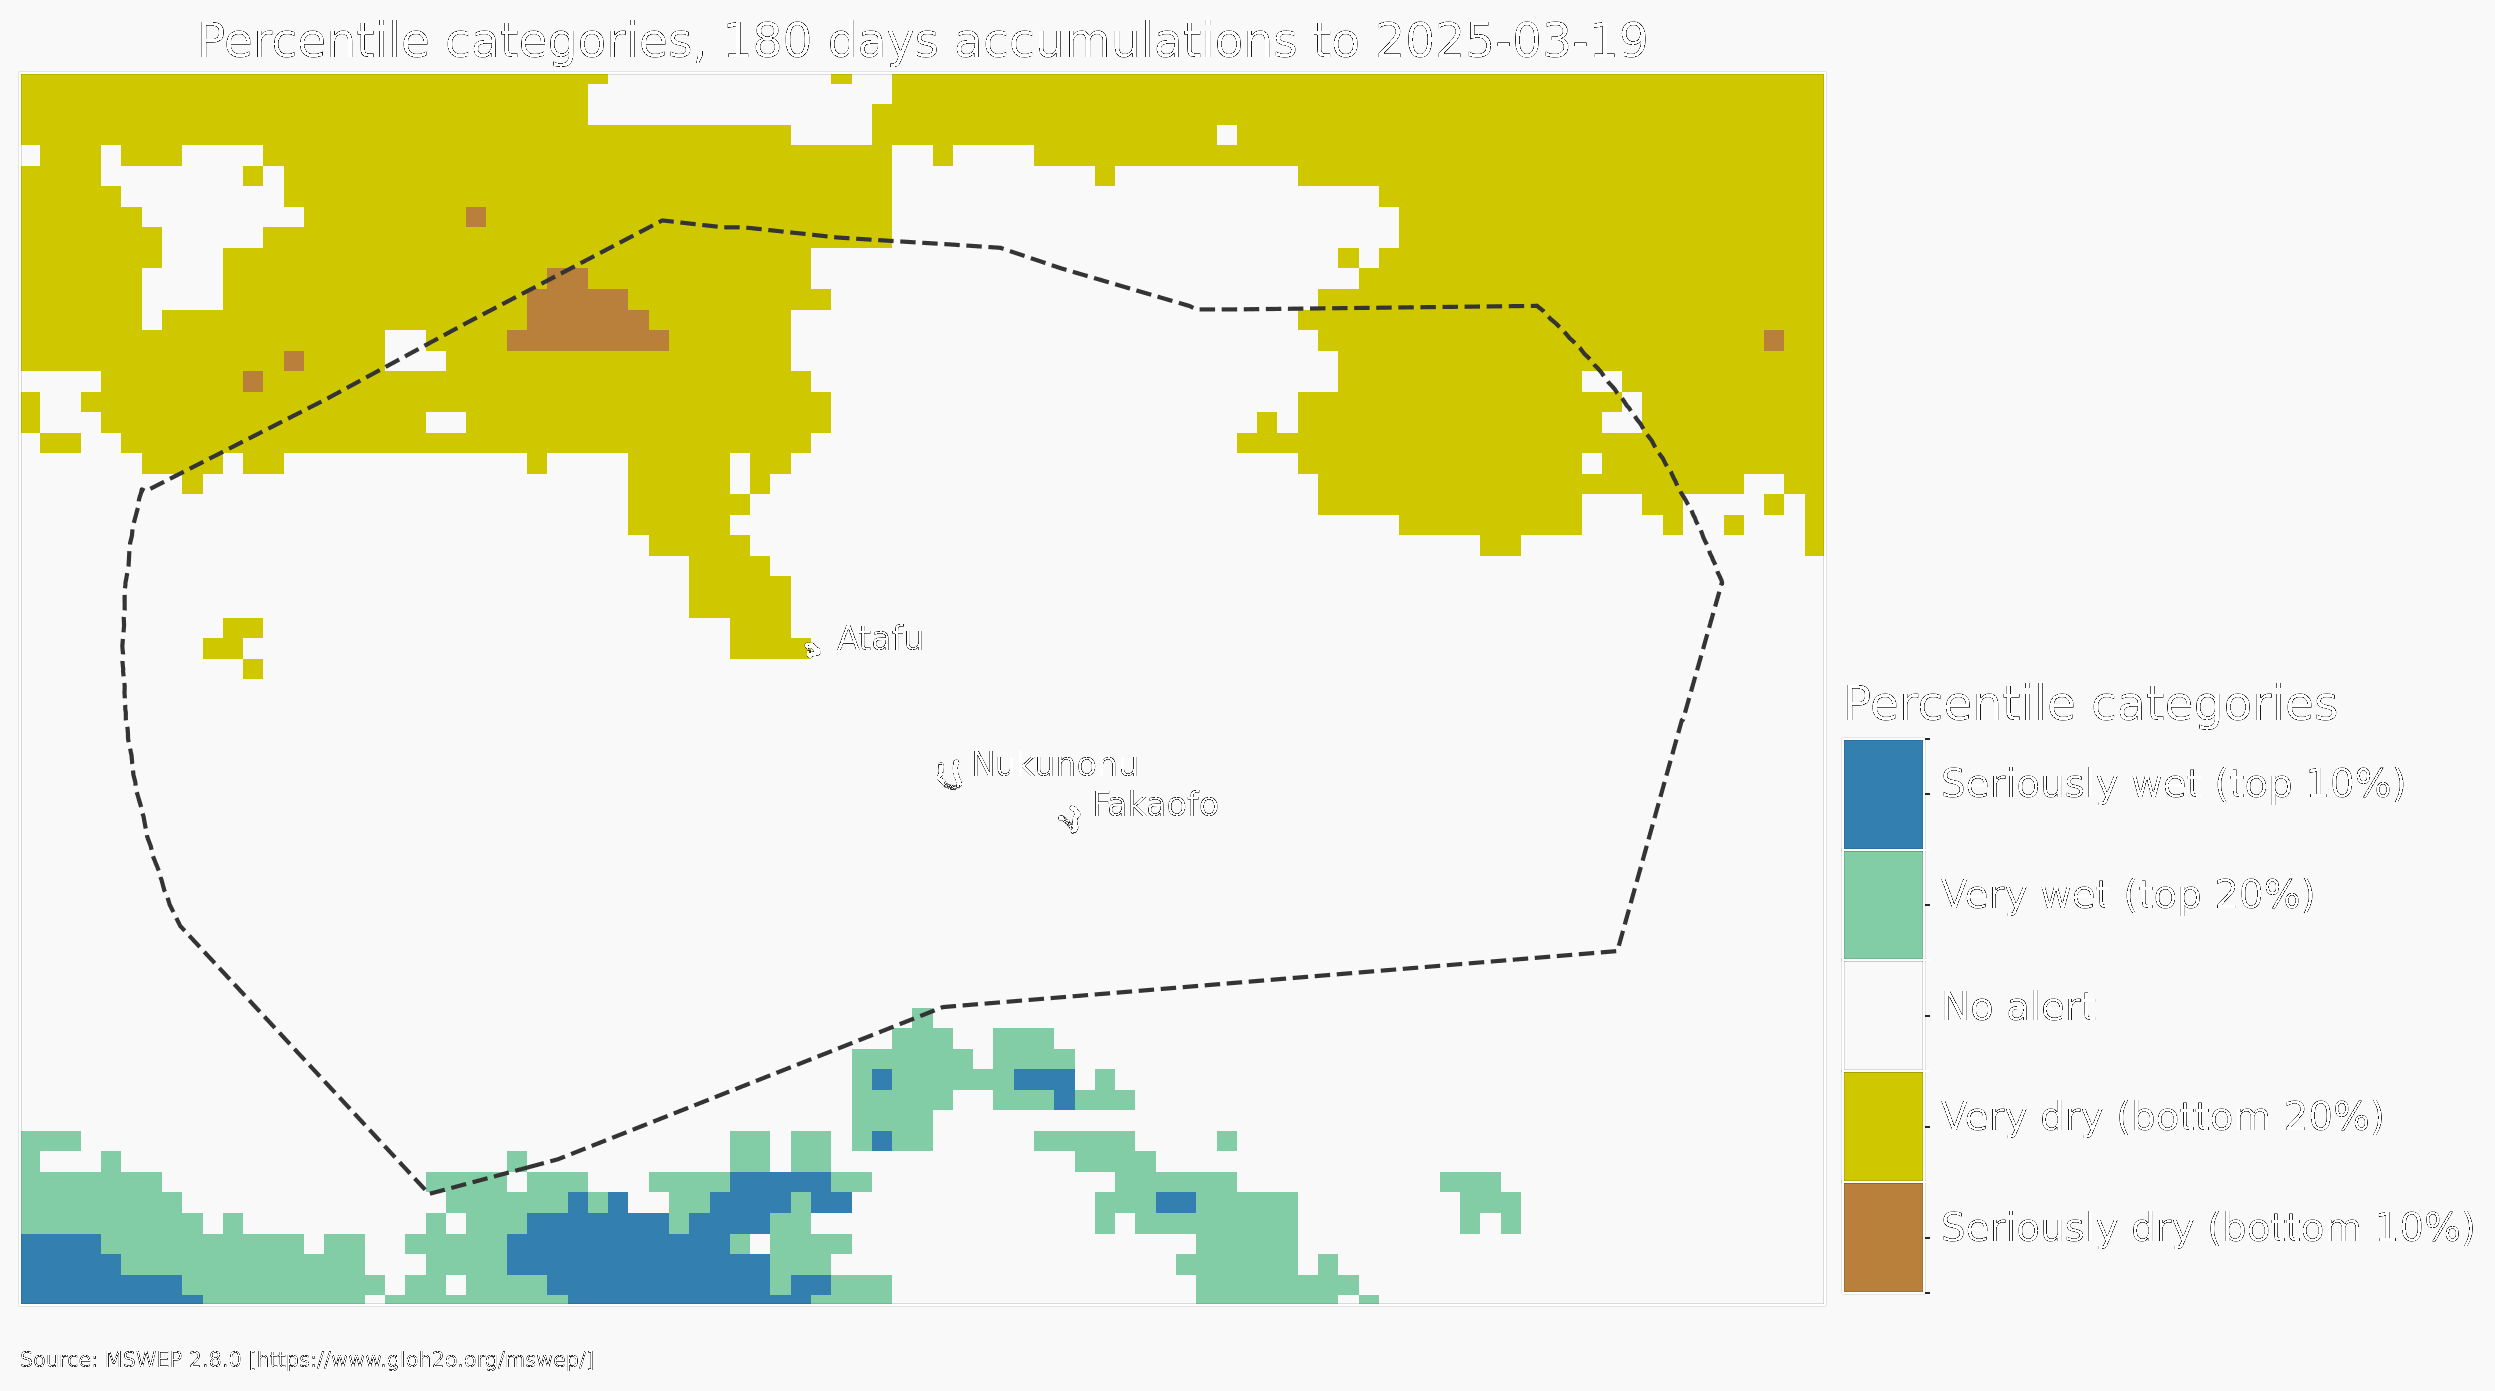 Percentile categories, 180 days accumulations to 2025-03-19
Atafu
Nukunonu
Fakaofo
Percentile categories
Seriously wet (top 10%)
Very wet (top 20%)
No alert
Very dry (bottom 20%)
Seriously dry (bottom 10%)
Source: MSWEP 2.8.0 [https://www.gloh2o.org/mswep/]